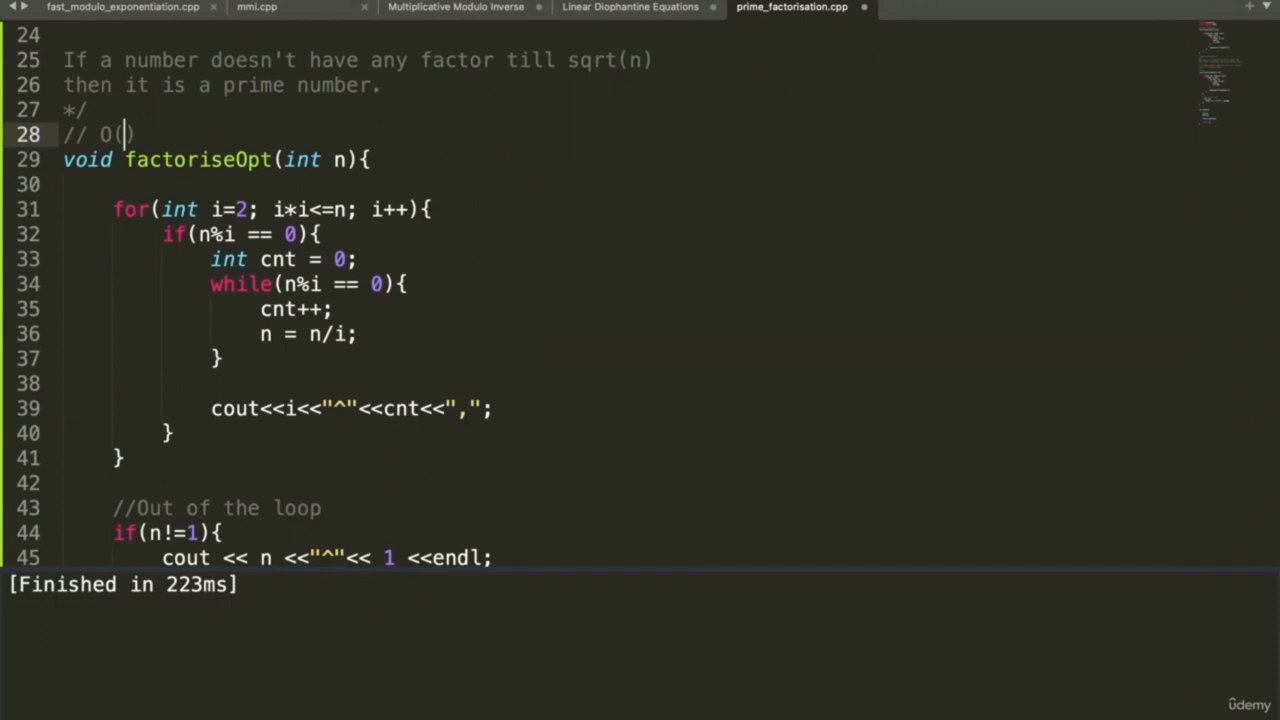 fast_modulo_exponentiation.cpp × mmi.cpp × Multiplicative Modulo Inverse Linear Diophantine Equations prime_factorisation.cpp
24
25 If a number doesn't have any factor till sqrt(n)
26 then it is a prime number.
27 */
28 // O()
29 void factoriseOpt(int n){
30
31 for(int i=2; i*i<=n; i++){
32 if(n%i == 0){
33 int cnt = 0;
34 while(n%i == 0){
35 cnt++;
36 n = n/i;
37 }
38
39 cout<<i<<"^"<<cnt<<",";
40 }
41 }
42
43 //Out of the loop
44 if(n!=1){
45 cout << n <<"^"<< 1 <<endl;
[Finished in 223ms]
ûdemy